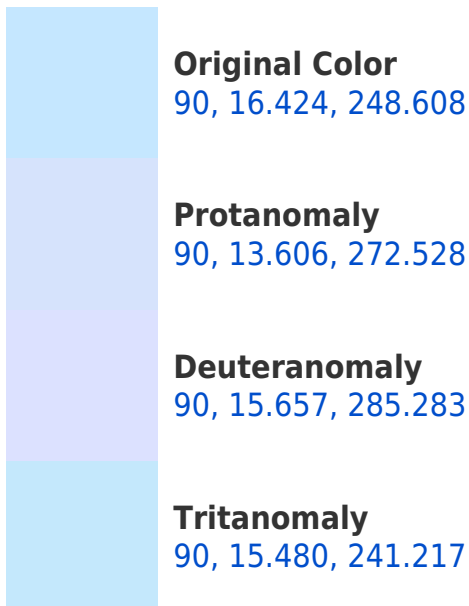 Original Color
90, 16.424, 248.608
Protanomaly
90, 13.606, 272.528
Deuteranomaly
90, 15.657, 285.283
Tritanomaly
90, 15.480, 241.217